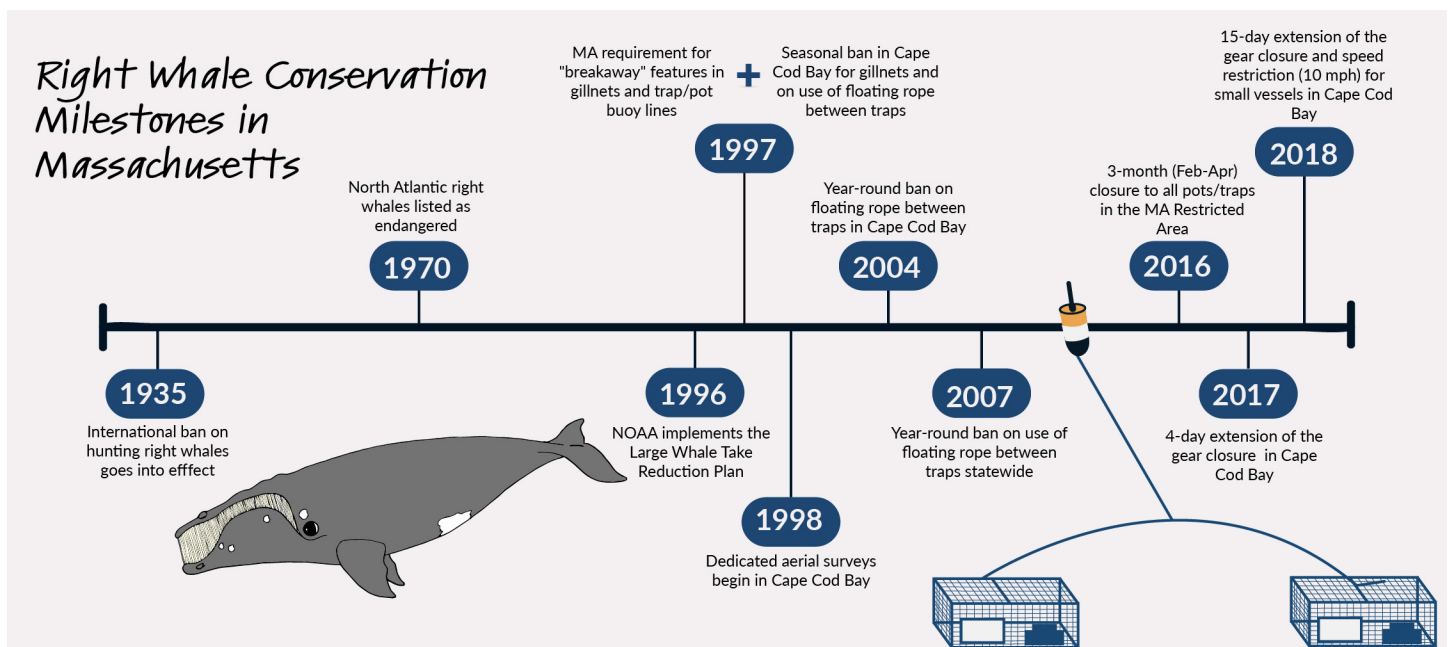 Right Whale Conservation
Milestones in
Massachusetts
1935
International ban on
hunting right whales
goes into efffect
North Atlantic right
whales listed as
endangered
1970
1996
NOAA implements the
Large Whale Take
Reduction Plan
MA requirement for
"breakaway" features in
gillnets and trap/pot
buoy lines
+
Seasonal ban in Cape
Cod Bay for gillnets and
on use of floating rope
between traps
1997
1998
Dedicated aerial surveys
begin in Cape Cod Bay
Year-round ban on
floating rope between
traps in Cape Cod Bay
2004
2007
Year-round ban on use of
floating rope between
traps statewide
3-month (Feb-Apr)
closure to all pots/traps
in the MA Restricted
Area
2016
2017
4-day extension of the
gear closure in Cape
Cod Bay
15-day extension of the
gear closure and speed
restriction (10 mph) for
small vessels in Cape Cod
Bay
2018